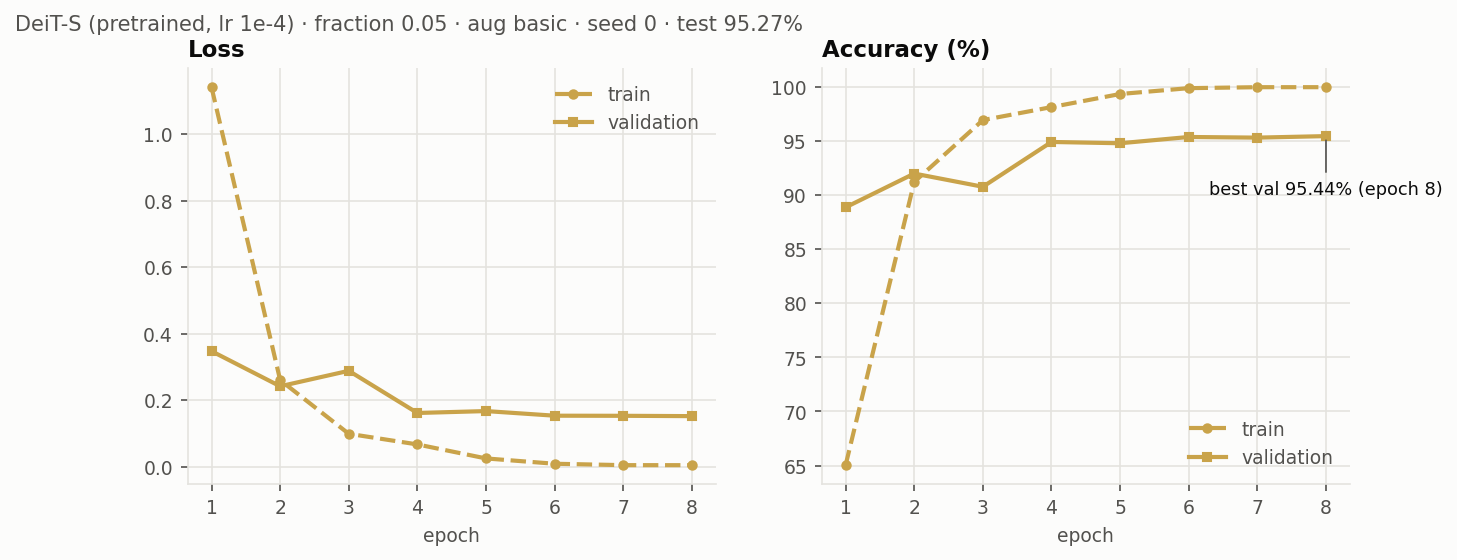 DeiT-S (pretrained, lr 1e-4) · fraction 0.05 · aug basic · seed 0 · test 95.27%
Loss
train
validation
1.0
0.8
0.6
0.4
0.2
0.0
1 2 3 4 5 6 7 8
epoch
Accuracy (%)
100
95
90
85
80
75
70
65
best val 95.44% (epoch 8)
train
validation
1 2 3 4 5 6 7 8
epoch